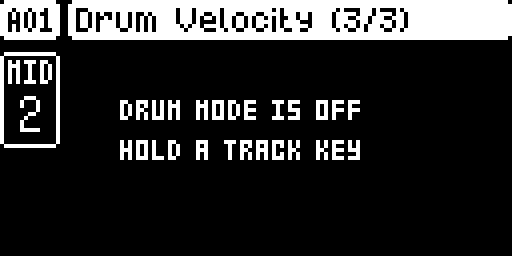 A01 Drum Velocity (3/3)
MID
2
DRUM MODE IS OFF
HOLD A TRACK KEY